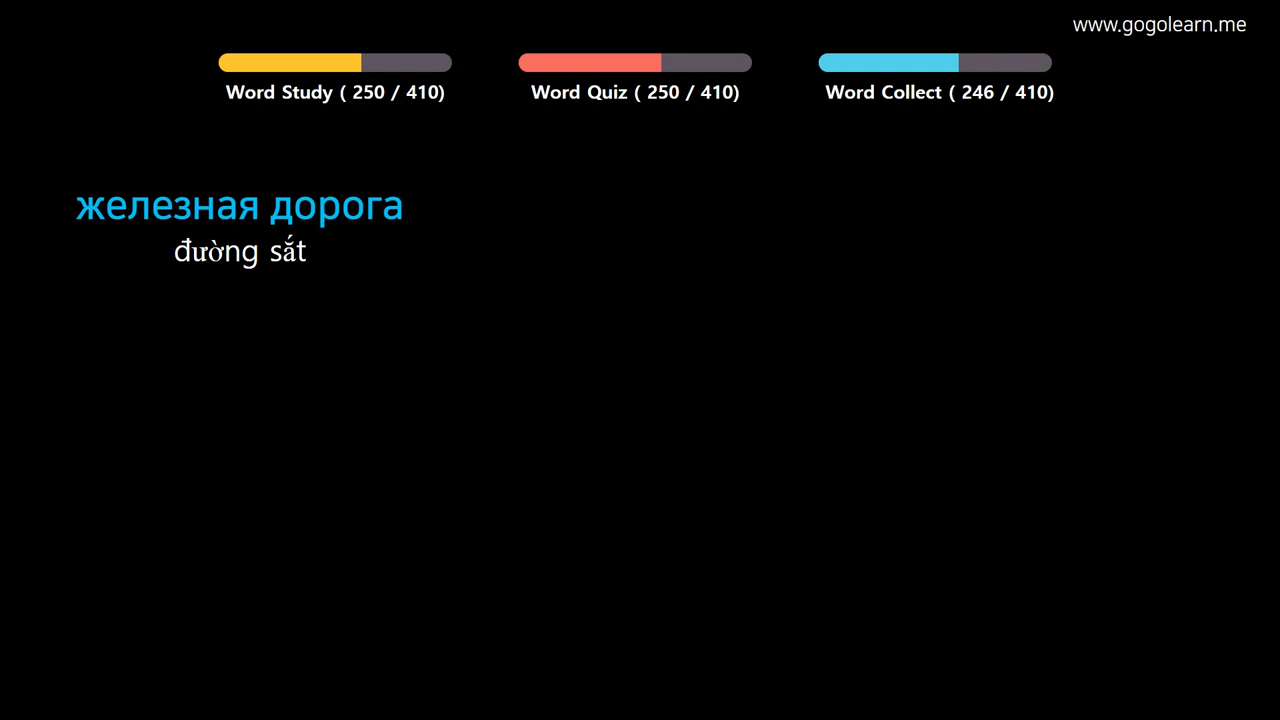 www.gogolearn.me
Word Study ( 250 / 410)
Word Quiz ( 250 / 410)
Word Collect ( 246 / 410)
железная дорога
đường sắt